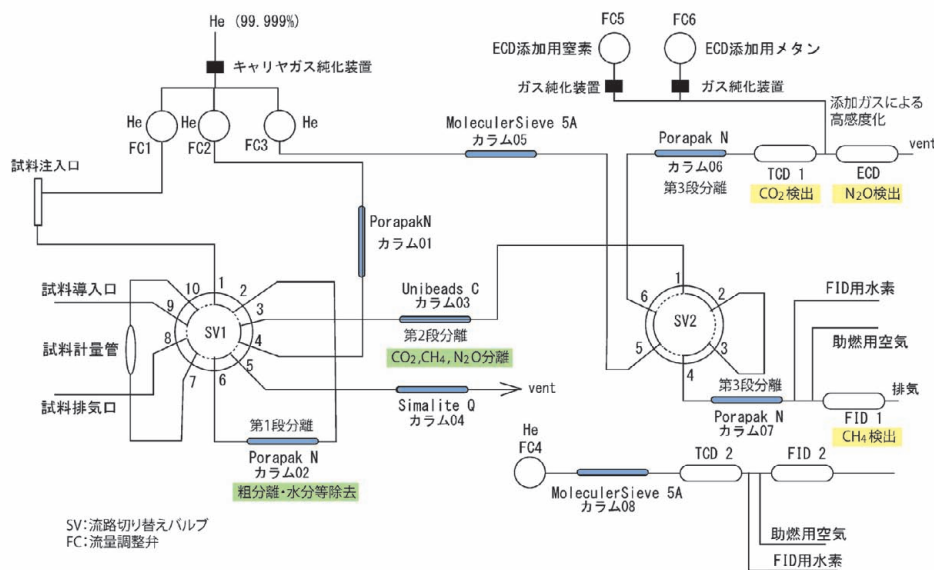 He (99.999%)
キャリヤガス純化装置
He
FC1
He
FC2
He
FC3
試料注入口
PorapakN
カラム01
MoleculerSieve 5A
カラム05
FC5
ECD添加用窒素
FC6
ECD添加用メタン
ガス純化装置
ガス純化装置
添加ガスによる
高感度化
Porapak N
カラム06
第3段分離
TCD 1
CO₂検出
ECD
N₂O検出
vent
試料導入口
試料計量管
試料排気口
SV1
1
2
3
4
5
6
7
8
9
10
Unibeads C
カラム03
第2段分離
CO₂,CH₄,N₂O分離
Simalite Q
カラム04
vent
第1段分離
Porapak N
カラム02
粗分離・水分等除去
SV2
1
2
3
4
5
6
FID用水素
助燃用空気
第3段分離
Porapak N
カラム07
FID 1
CH₄検出
排気
He
FC4
MoleculerSieve 5A
カラム08
TCD 2
FID 2
助燃用空気
FID用水素
SV:流路切り替えバルブ
FC:流量調整弁